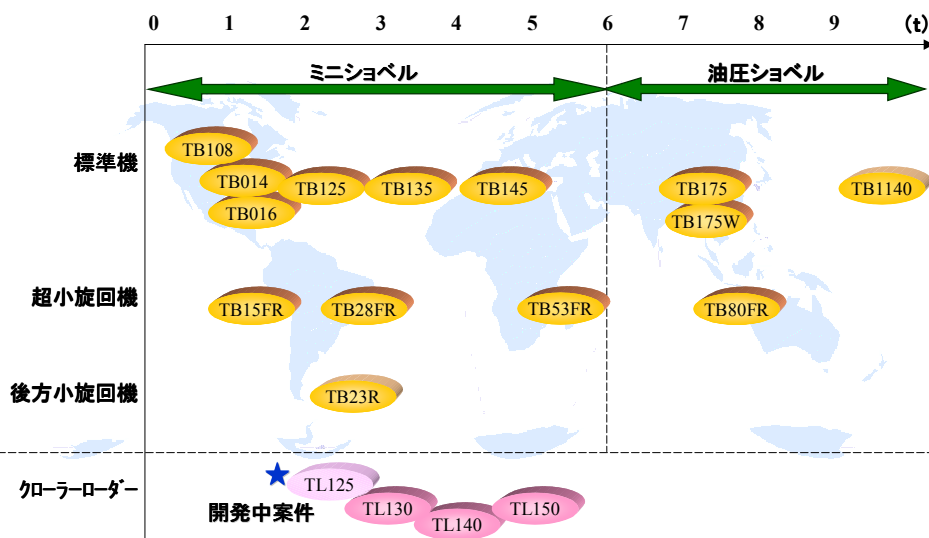 0 1 2 3 4 5 6 7 8 9 (t)
ミニショベル 油圧ショベル
標準機
TB108
TB014
TB125 TB135 TB145 TB175 TB1140
TB016
TB175W
超小旋回機
TB15FR TB28FR TB53FR TB80FR
後方小旋回機
TB23R
クローラーローダー
TL125
開発中案件
TL130
TL150
TL140